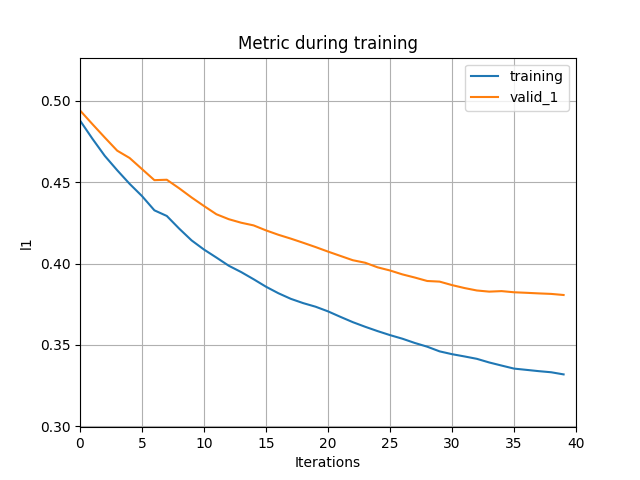 Metric during training
training
valid_1
0.50
0.45
0.40
0.35
0.30
l1
0 5 10 15 20 25 30 35 40
Iterations